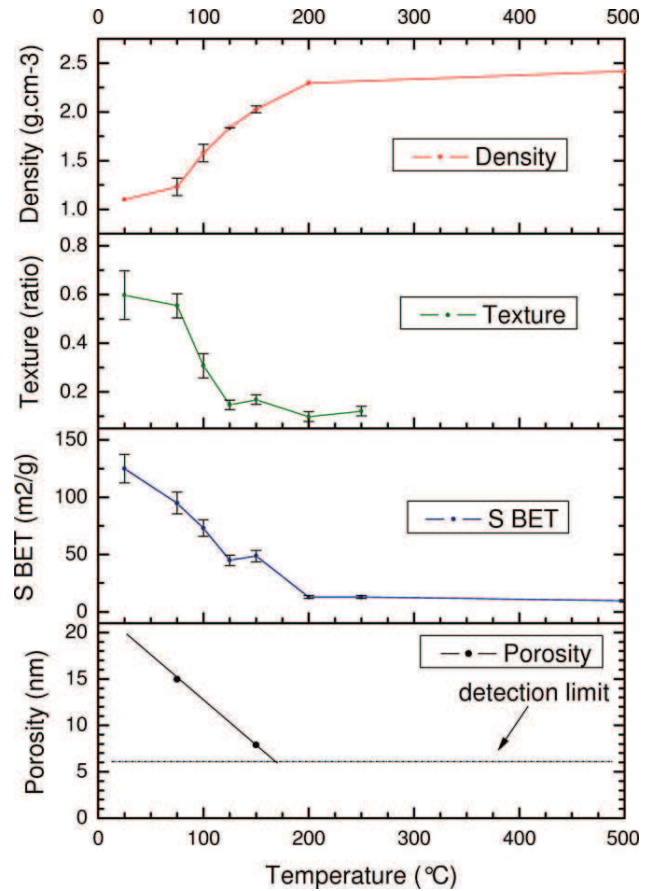 0 100 200 300 400 500
2.5
2.0
1.5
1.0
Density (g.cm-3)
Density
0.8
0.6
0.4
0.2
Texture (ratio)
Texture
150
100
50
0
S BET (m2/g)
S BET
20
15
10
5
0
Porosity (nm)
Porosity
detection limit
0 100 200 300 400 500
Temperature (°C)